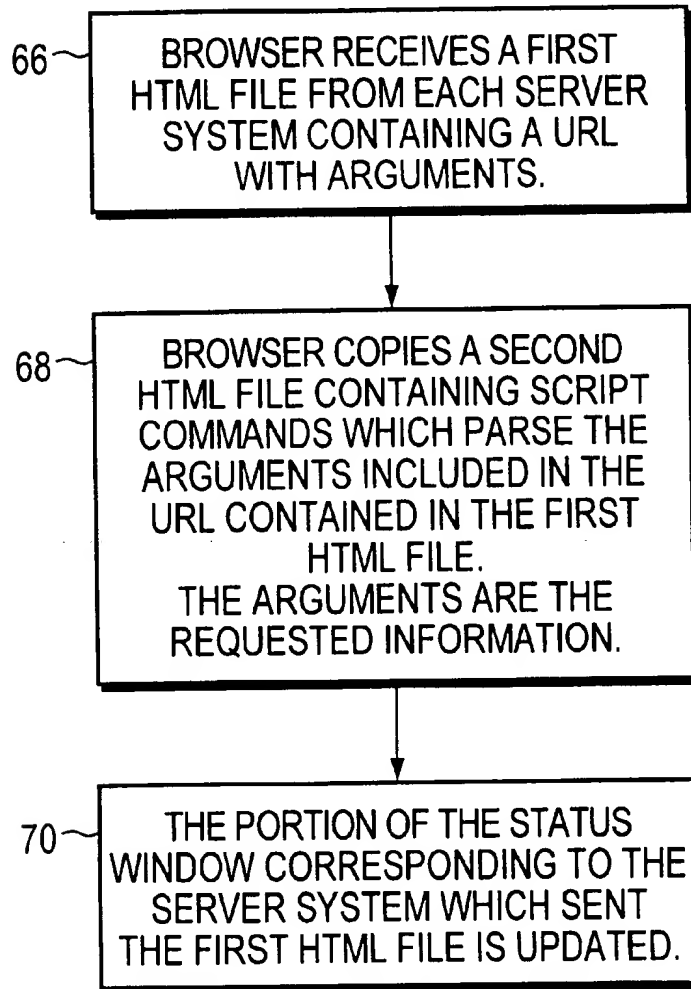 66
BROWSER RECEIVES A FIRST
HTML FILE FROM EACH SERVER
SYSTEM CONTAINING A URL
WITH ARGUMENTS.
68
BROWSER COPIES A SECOND
HTML FILE CONTAINING SCRIPT
COMMANDS WHICH PARSE THE
ARGUMENTS INCLUDED IN THE
URL CONTAINED IN THE FIRST
HTML FILE.
THE ARGUMENTS ARE THE
REQUESTED INFORMATION.
70
THE PORTION OF THE STATUS
WINDOW CORRESPONDING TO THE
SERVER SYSTEM WHICH SENT
THE FIRST HTML FILE IS UPDATED.